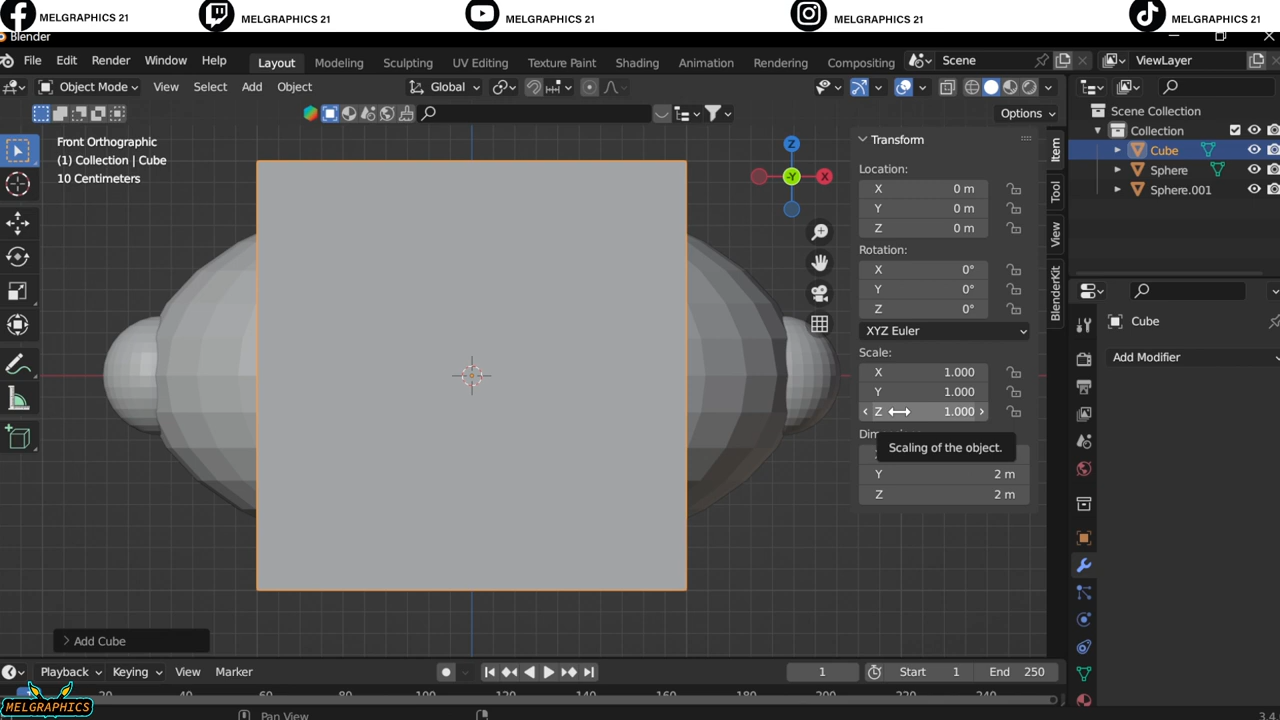 MELGRAPHICS 21 MELGRAPHICS 21 MELGRAPHICS 21 MELGRAPHICS 21 MELGRAPHICS 21
Blender
File Edit Render Window Help Layout Modeling Sculpting UV Editing Texture Paint Shading Animation Rendering Compositing Scene ViewLayer
Object Mode View Select Add Object Global
Options
Front Orthographic
(1) Collection | Cube
10 Centimeters
Z
X
-Y
Transform
Location:
X 0 m
Y 0 m
Z 0 m
Rotation:
X 0°
Y 0°
Z 0°
XYZ Euler
Scale:
X 1.000
Y 1.000
Z 1.000
Scaling of the object.
Y 2 m
Z 2 m
Item
Tool
View
BlenderKit
Scene Collection
Collection
Cube
Sphere
Sphere.001
Cube
Add Modifier
Add Cube
Playback Keying View Marker 1 Start 1 End 250
20 40 60 80 100 120 140 160 180 200 220 240
MELGRAPHICS
Pan View
3.4